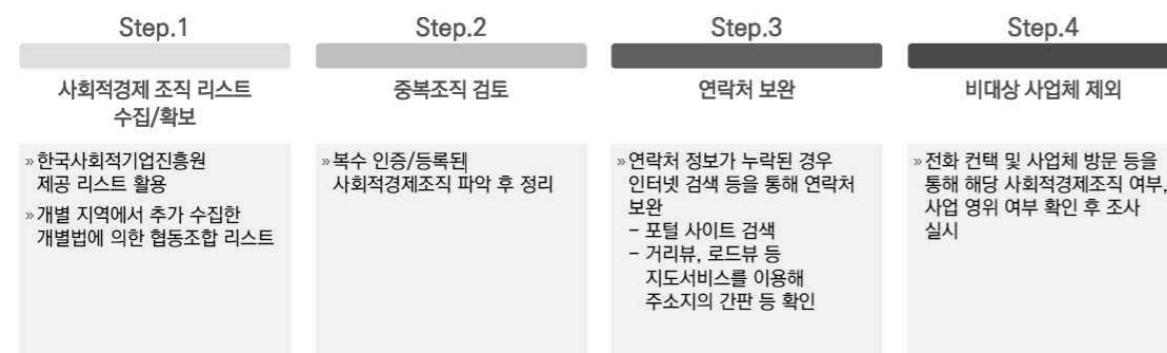 Step.1
사회적경제 조직 리스트
수집/확보
» 한국사회적기업진흥원
제공 리스트 활용
» 개별 지역에서 추가 수집한
개별법에 의한 협동조합 리스트
Step.2
중복조직 검토
» 복수 인증/등록된
사회적경제조직 파악 후 정리
Step.3
연락처 보완
» 연락처 정보가 누락된 경우
인터넷 검색 등을 통해 연락처
보완
- 포털 사이트 검색
- 거리뷰, 로드뷰 등
지도서비스를 이용해
주소지의 간판 등 확인
Step.4
비대상 사업체 제외
» 전화 컨택 및 사업체 방문 등을
통해 해당 사회적경제조직 여부,
사업 영위 여부 확인 후 조사
실시